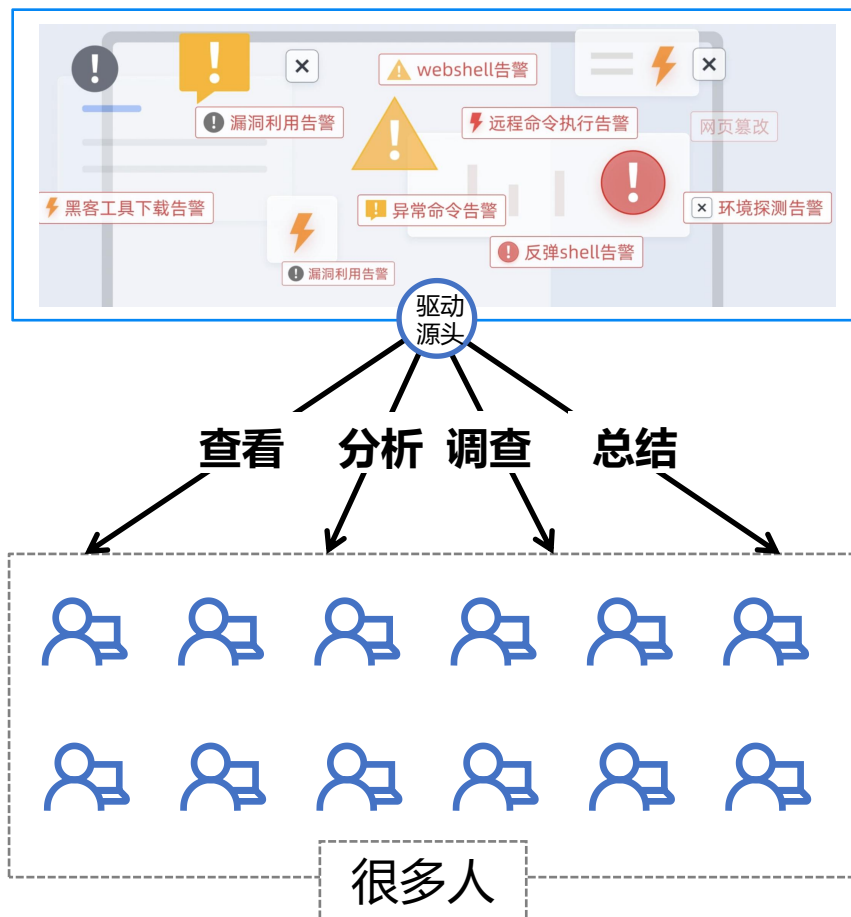 webshell告警
漏洞利用告警
远程命令执行告警
网页篡改
黑客工具下载告警
异常命令告警
环境探测告警
反弹shell告警
漏洞利用告警
驱动
源头
查看
分析
调查
总结
很多人